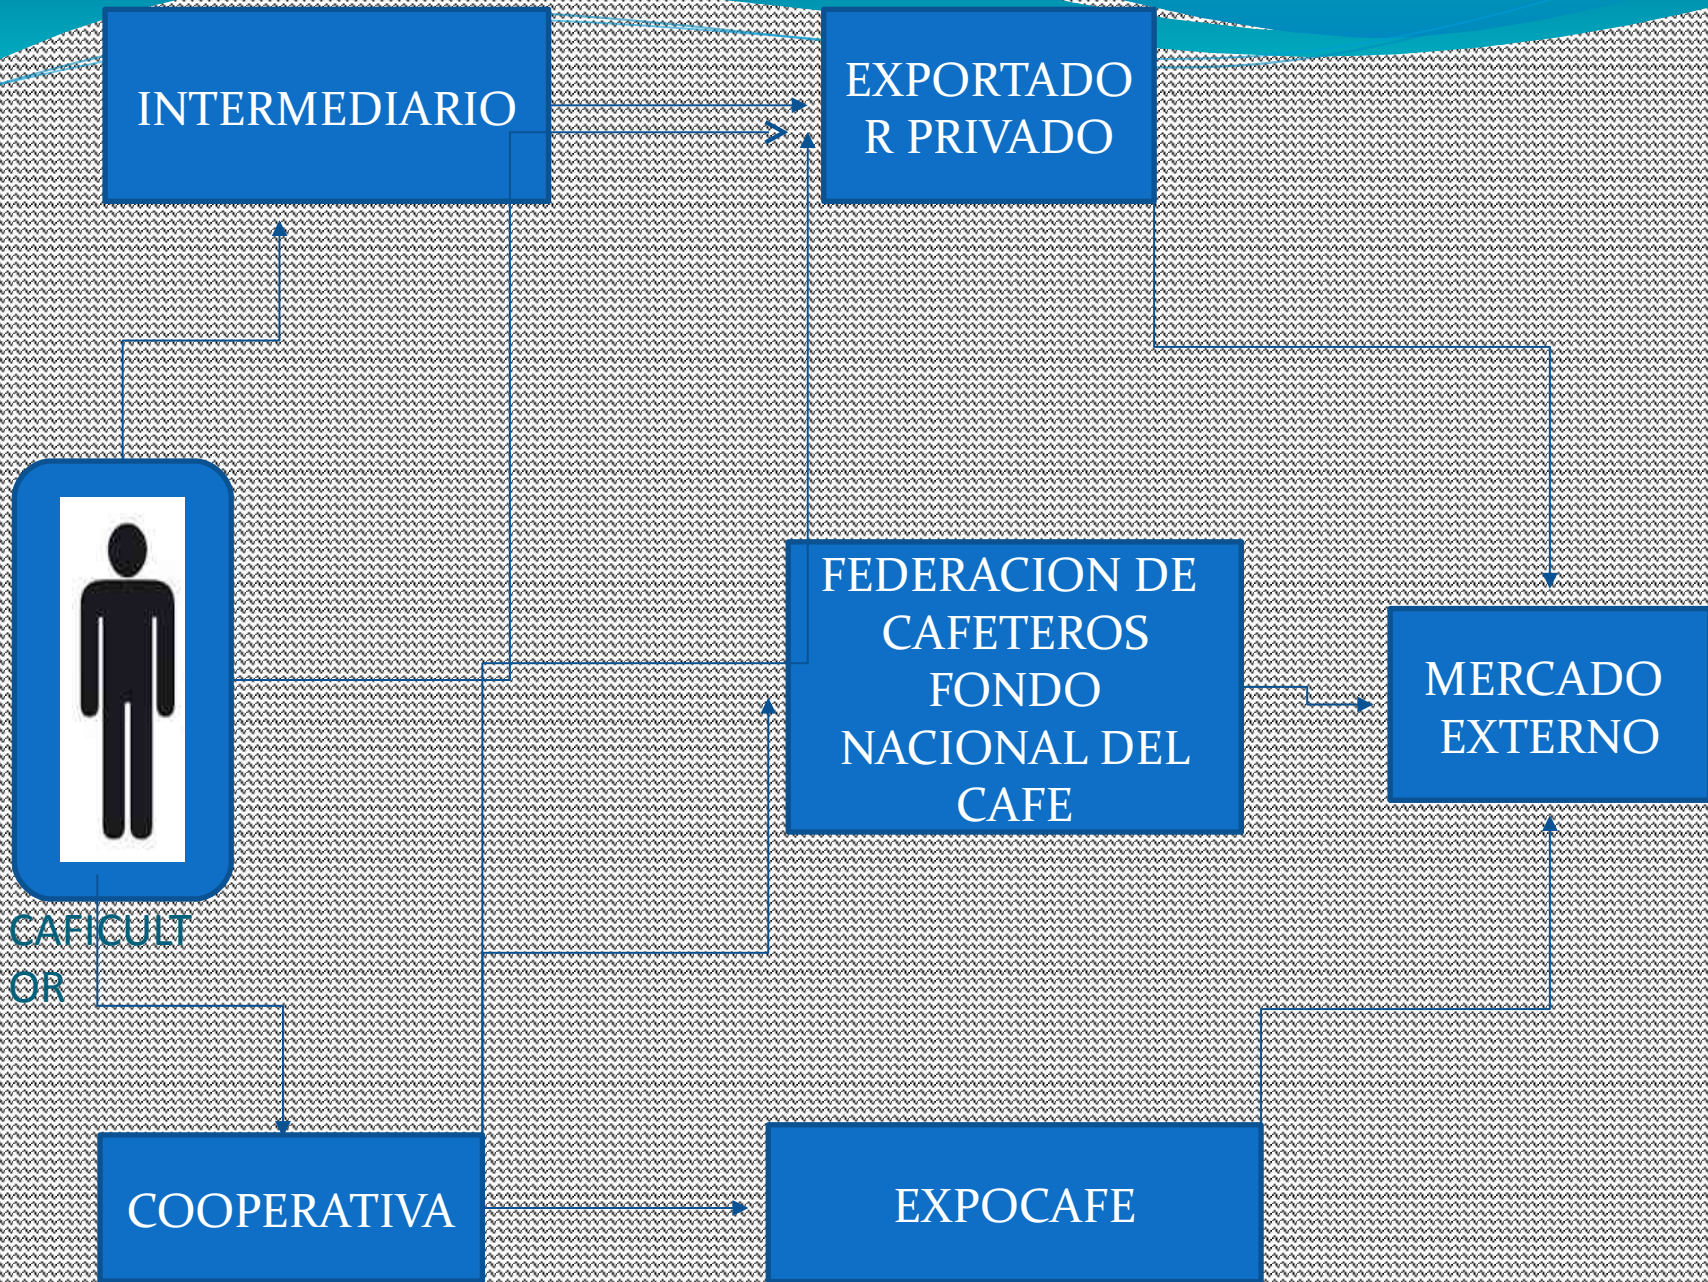 INTERMEDIARIO
EXPORTADO
R PRIVADO
FEDERACION DE
CAFETEROS
FONDO
NACIONAL DEL
CAFE
MERCADO
EXTERNO
CAFICULT
OR
COOPERATIVA
EXPOCAFE